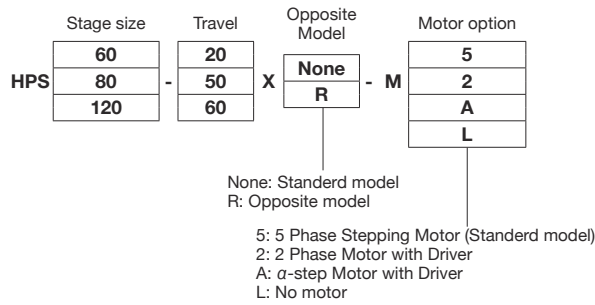 Stage size Travel Opposite Model Motor option
60 20 None 5
HPS 80 - 50 X R - M 2
120 60 A
L
None: Standerd model
R: Opposite model
5: 5 Phase Stepping Motor (Standerd model)
2: 2 Phase Motor with Driver
A: α-step Motor with Driver
L: No motor